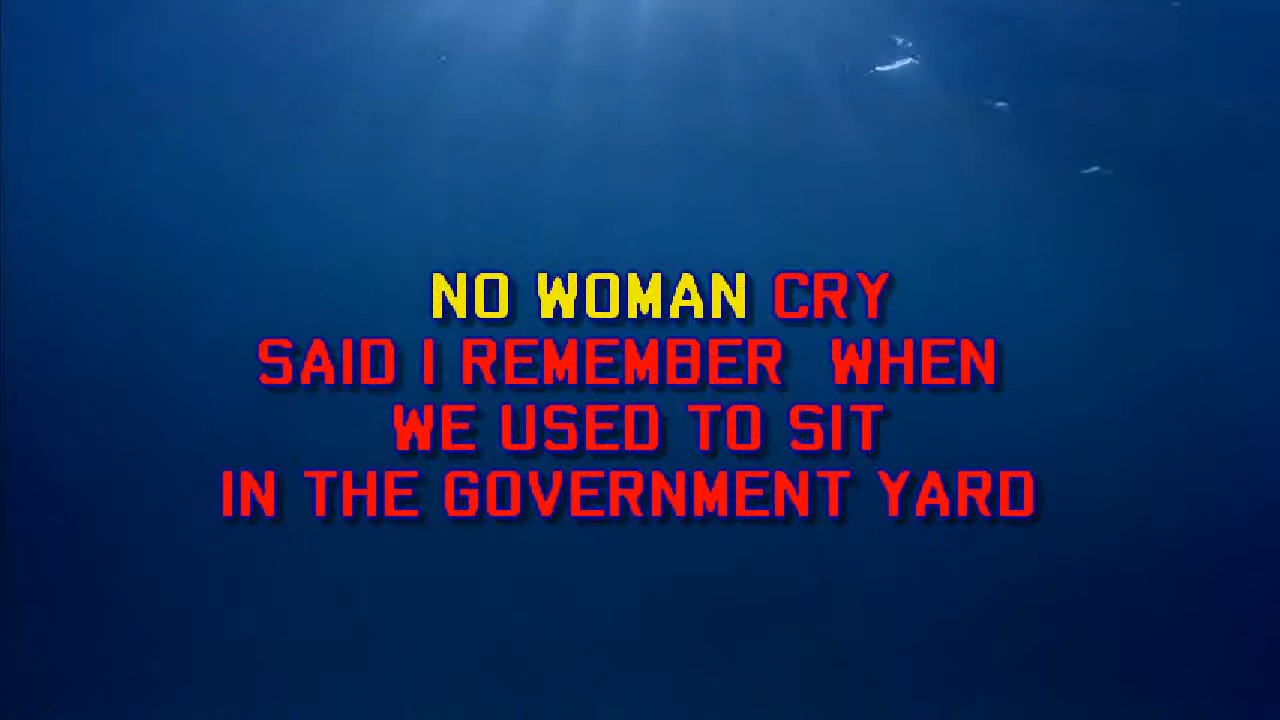 NO WOMAN CRY
SAID I REMEMBER WHEN
WE USED TO SIT
IN THE GOVERNMENT YARD